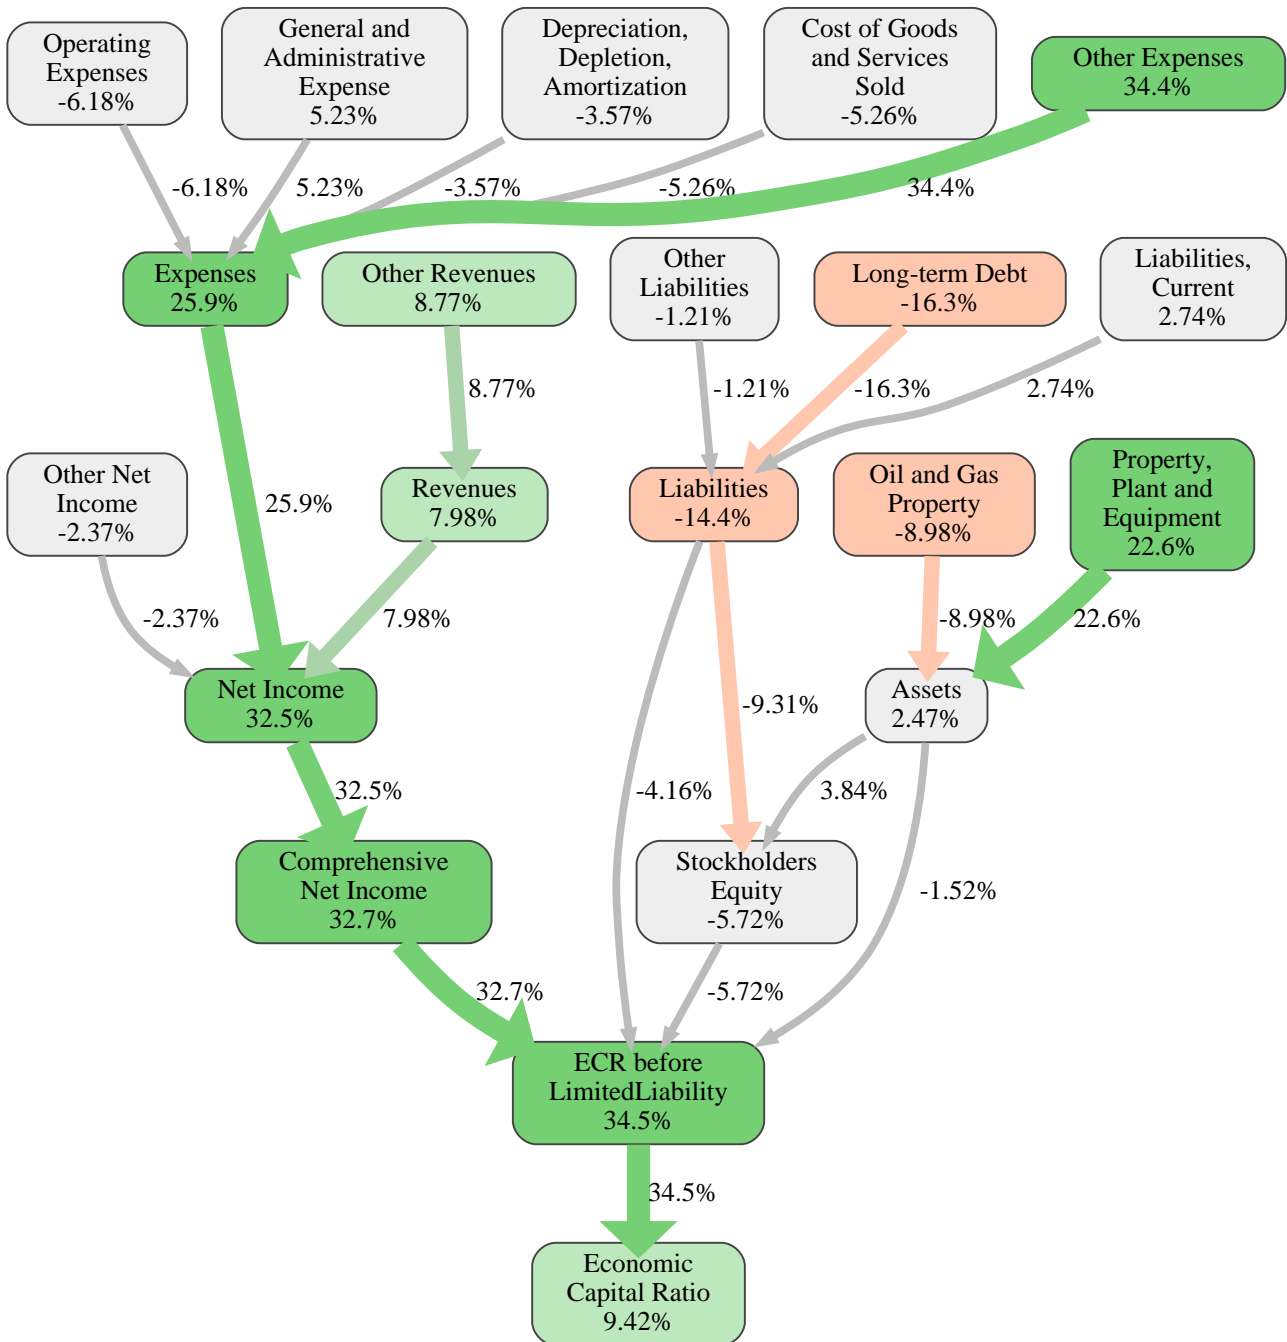 Operating
Expenses
-6.18%
General and
Administrative
Expense
5.23%
Depreciation,
Depletion,
Amortization
-3.57%
Cost of Goods
and Services
Sold
-5.26%
Other Expenses
34.4%
-6.18%
5.23%
-3.57%
-5.26%
34.4%
Expenses
25.9%
Other Revenues
8.77%
Other
Liabilities
-1.21%
Long-term Debt
-16.3%
Liabilities,
Current
2.74%
8.77%
-1.21%
-16.3%
2.74%
Other Net
Income
-2.37%
25.9%
Revenues
7.98%
Liabilities
-14.4%
Oil and Gas
Property
-8.98%
Property,
Plant and
Equipment
22.6%
-2.37%
7.98%
-8.98%
22.6%
Net Income
32.5%
-9.31%
Assets
2.47%
32.5%
-4.16%
3.84%
Comprehensive
Net Income
32.7%
Stockholders
Equity
-5.72%
-1.52%
32.7%
-5.72%
ECR before
LimitedLiability
34.5%
34.5%
Economic
Capital Ratio
9.42%